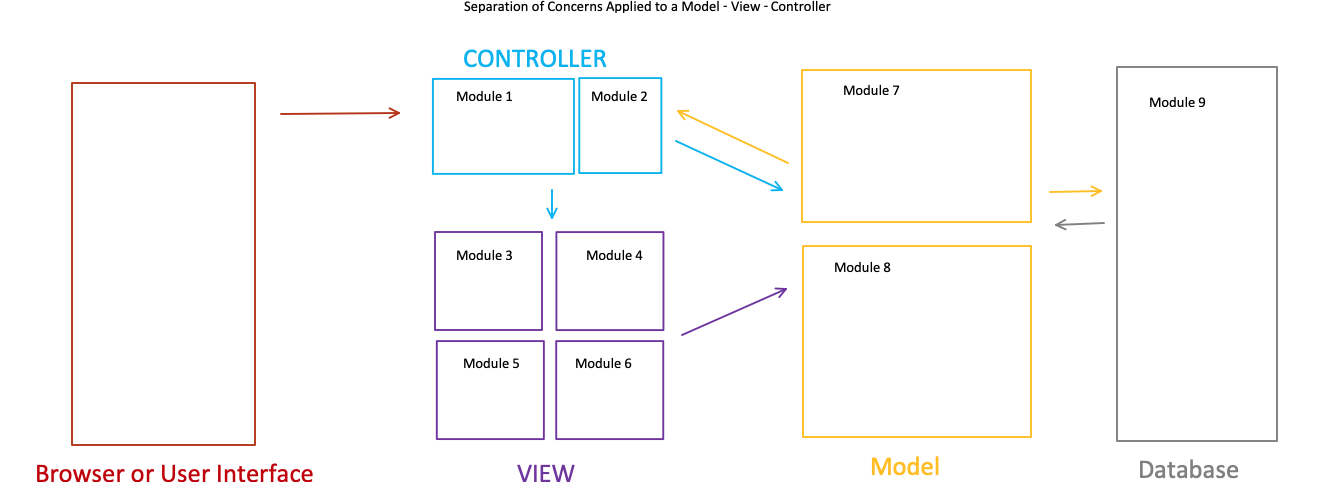 Separation of Concerns Applied to a Model - View - Controller
CONTROLLER
Module 1
Module 2
Module 7
Module 9
Module 3
Module 4
Module 8
Module 5
Module 6
Browser or User Interface
VIEW
Model
Database